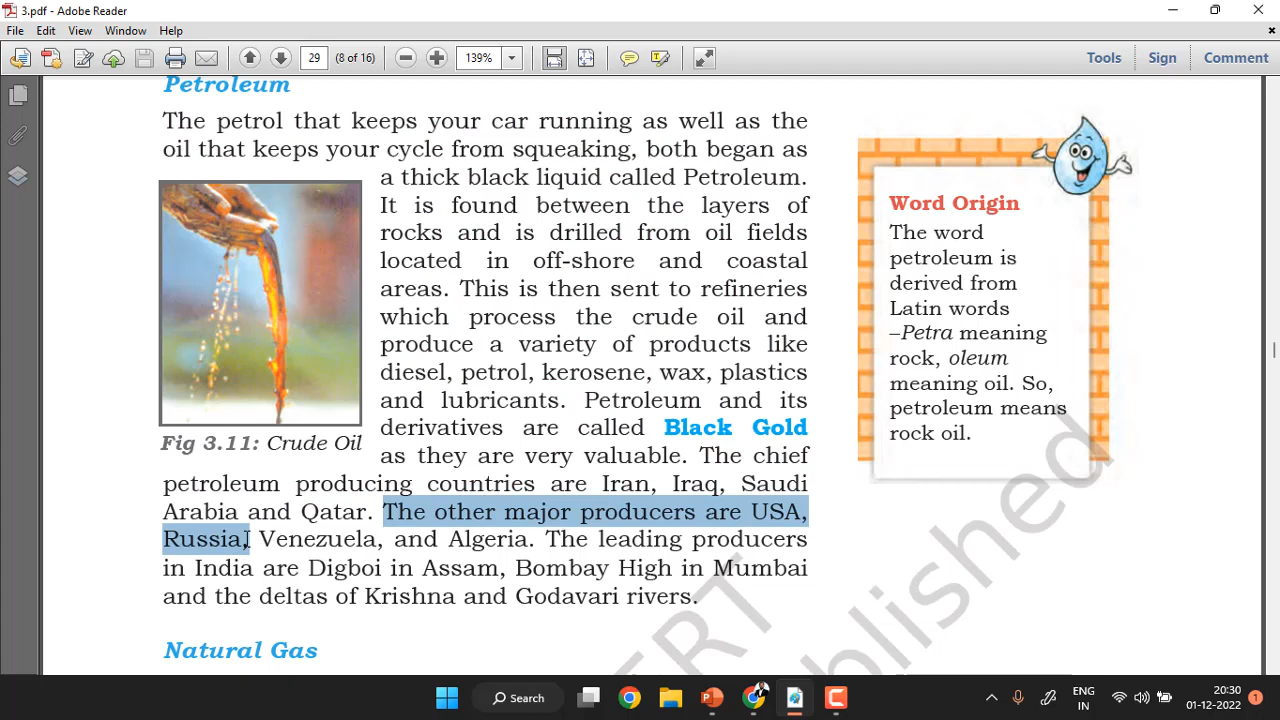 3.pdf - Adobe Reader
File Edit View Window Help
29 (8 of 16) 139% Tools Sign Comment
Petroleum
The petrol that keeps your car running as well as the
oil that keeps your cycle from squeaking, both began as
a thick black liquid called Petroleum.
It is found between the layers of
rocks and is drilled from oil fields
located in off-shore and coastal
areas. This is then sent to refineries
which process the crude oil and
produce a variety of products like
diesel, petrol, kerosene, wax, plastics
and lubricants. Petroleum and its
derivatives are called Black Gold
as they are very valuable. The chief
petroleum producing countries are Iran, Iraq, Saudi
Arabia and Qatar. The other major producers are USA,
Russia, Venezuela, and Algeria. The leading producers
in India are Digboi in Assam, Bombay High in Mumbai
and the deltas of Krishna and Godavari rivers.
Fig 3.11: Crude Oil
Natural Gas
Word Origin
The word
petroleum is
derived from
Latin words
–Petra meaning
rock, oleum
meaning oil. So,
petroleum means
rock oil.
ERT
blished
Search
ENG
IN
20:30
01-12-2022
1